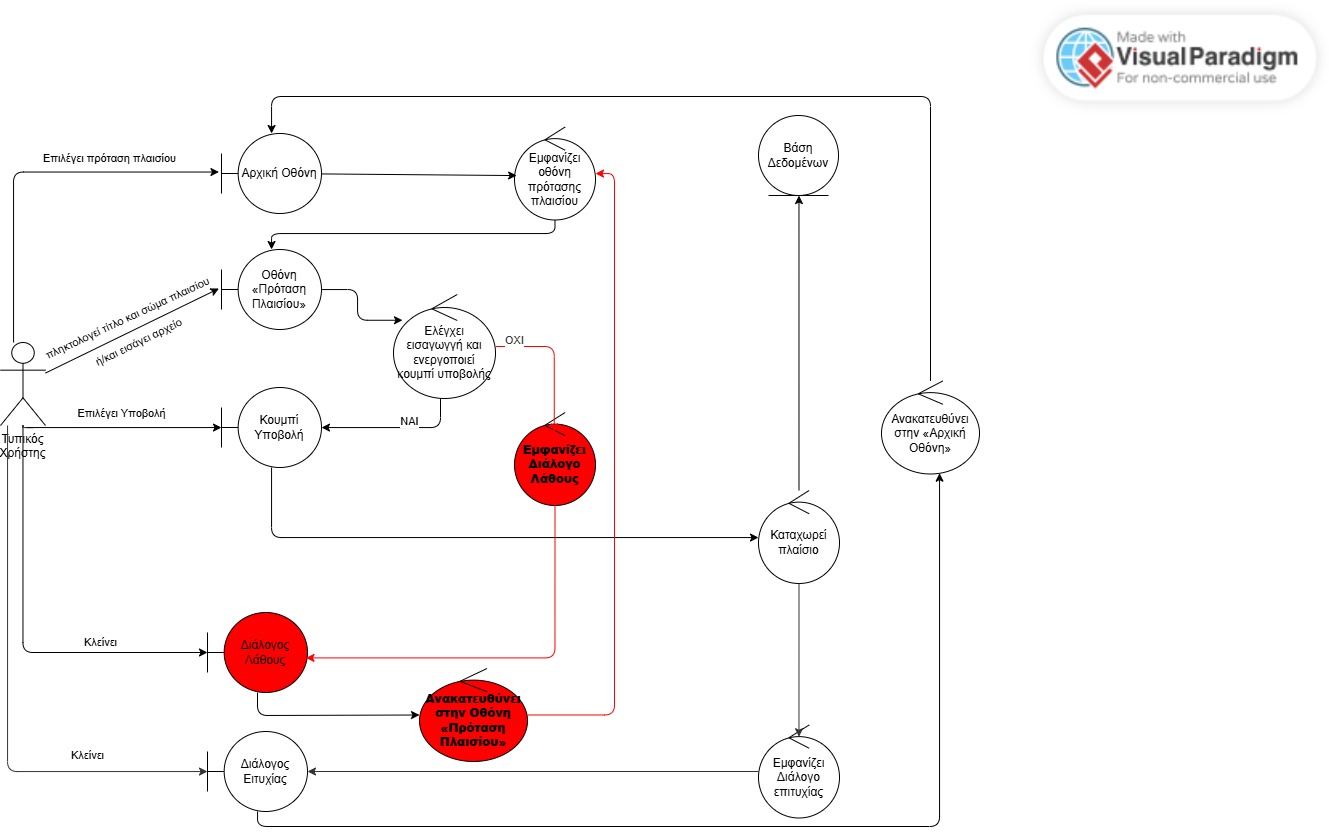 Made with
Visual Paradigm
For non-commercial use
Επιλέγει πρόταση πλαισίου
Αρχική Οθόνη
Εμφανίζει
οθόνη
πρότασης
πλαισίου
Βάση
Δεδομένων
Οθόνη
«Πρόταση
Πλαισίου»
πληκτολογεί τίτλο και σώμα πλαισίου
ή/και εισάγει αρχείο
Ελέγχει
εισαγωγγή και
ενεργοποιεί
κουμπί υποβολής
ΟΧΙ
ΝΑΙ
Επιλέγει Υποβολή
Κουμπί
Υποβολή
Τυπικός
Χρήστης
Εμφανίζει
Διάλογο
Λάθους
Ανακατευθύνει
στην «Αρχική
Οθόνη»
Καταχωρεί
πλαίσιο
Κλείνει
Διάλογος
Λάθους
Ανακατευθύνει
στην Οθόνη
«Πρόταση
Πλαισίου»
Κλείνει
Διάλογος
Ειτυχίας
Εμφανίζει
Διάλογο
επιτυχίας